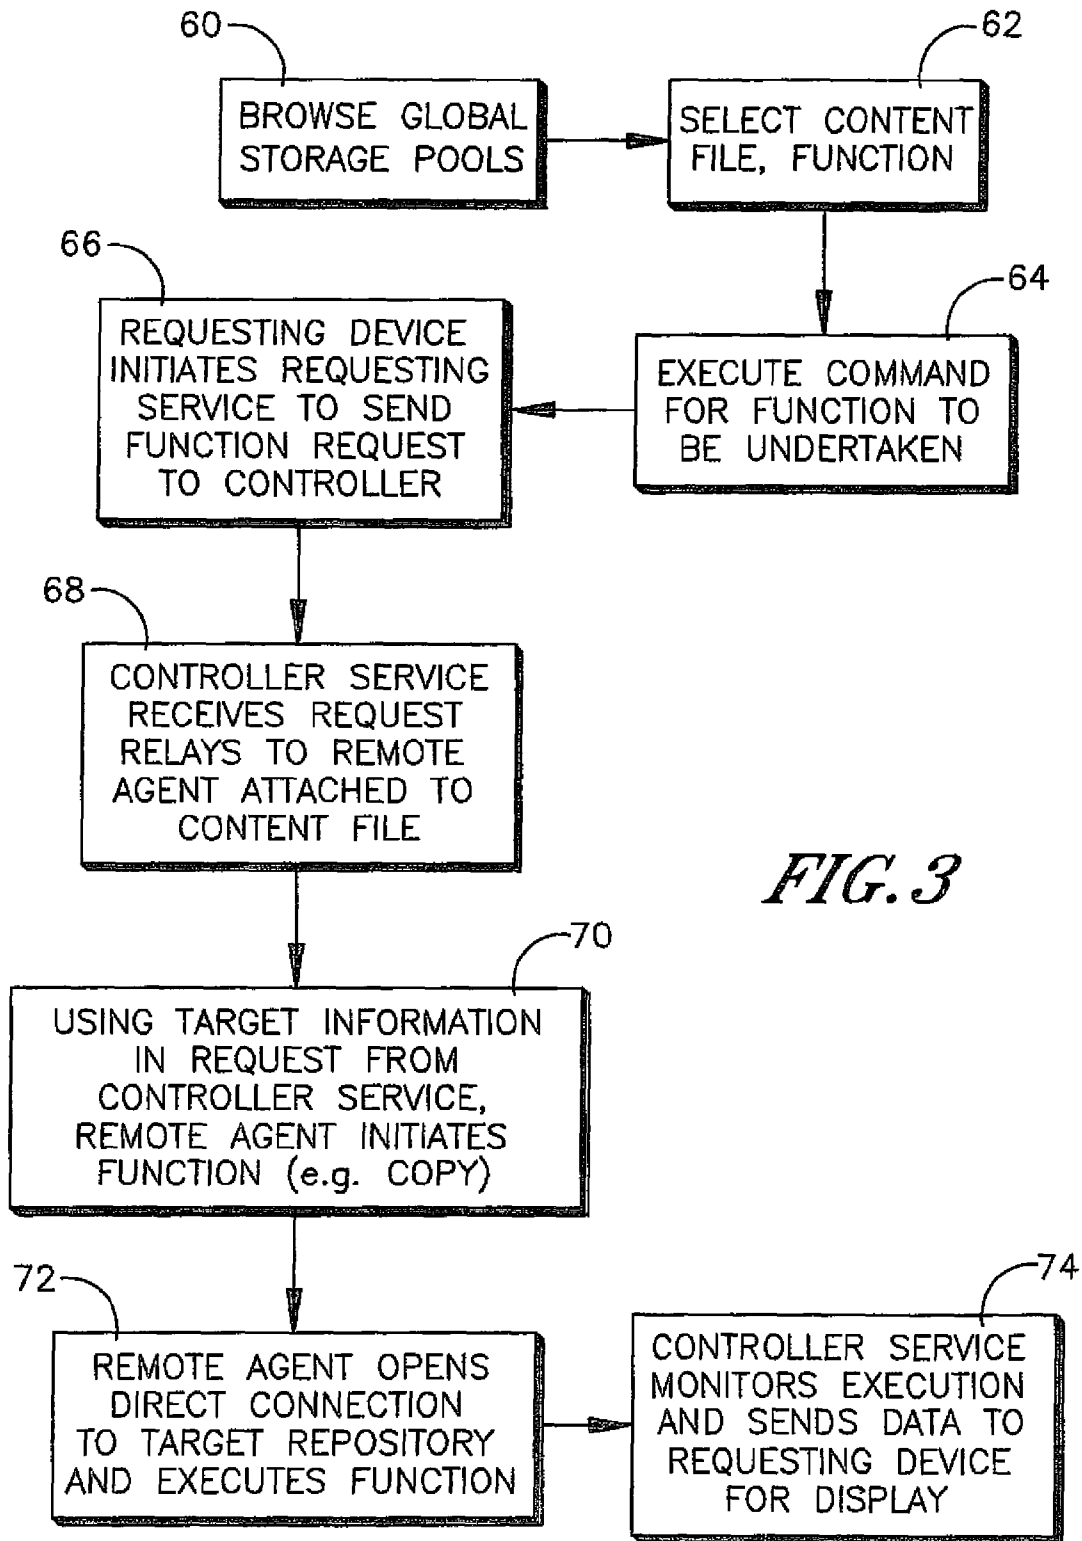 60
BROWSE GLOBAL
STORAGE POOLS
62
SELECT CONTENT
FILE, FUNCTION
64
EXECUTE COMMAND
FOR FUNCTION TO
BE UNDERTAKEN
66
REQUESTING DEVICE
INITIATES REQUESTING
SERVICE TO SEND
FUNCTION REQUEST
TO CONTROLLER
68
CONTROLLER SERVICE
RECEIVES REQUEST
RELAYS TO REMOTE
AGENT ATTACHED TO
CONTENT FILE
FIG. 3
70
USING TARGET INFORMATION
IN REQUEST FROM
CONTROLLER SERVICE,
REMOTE AGENT INITIATES
FUNCTION (e.g. COPY)
72
REMOTE AGENT OPENS
DIRECT CONNECTION
TO TARGET REPOSITORY
AND EXECUTES FUNCTION
74
CONTROLLER SERVICE
MONITORS EXECUTION
AND SENDS DATA TO
REQUESTING DEVICE
FOR DISPLAY